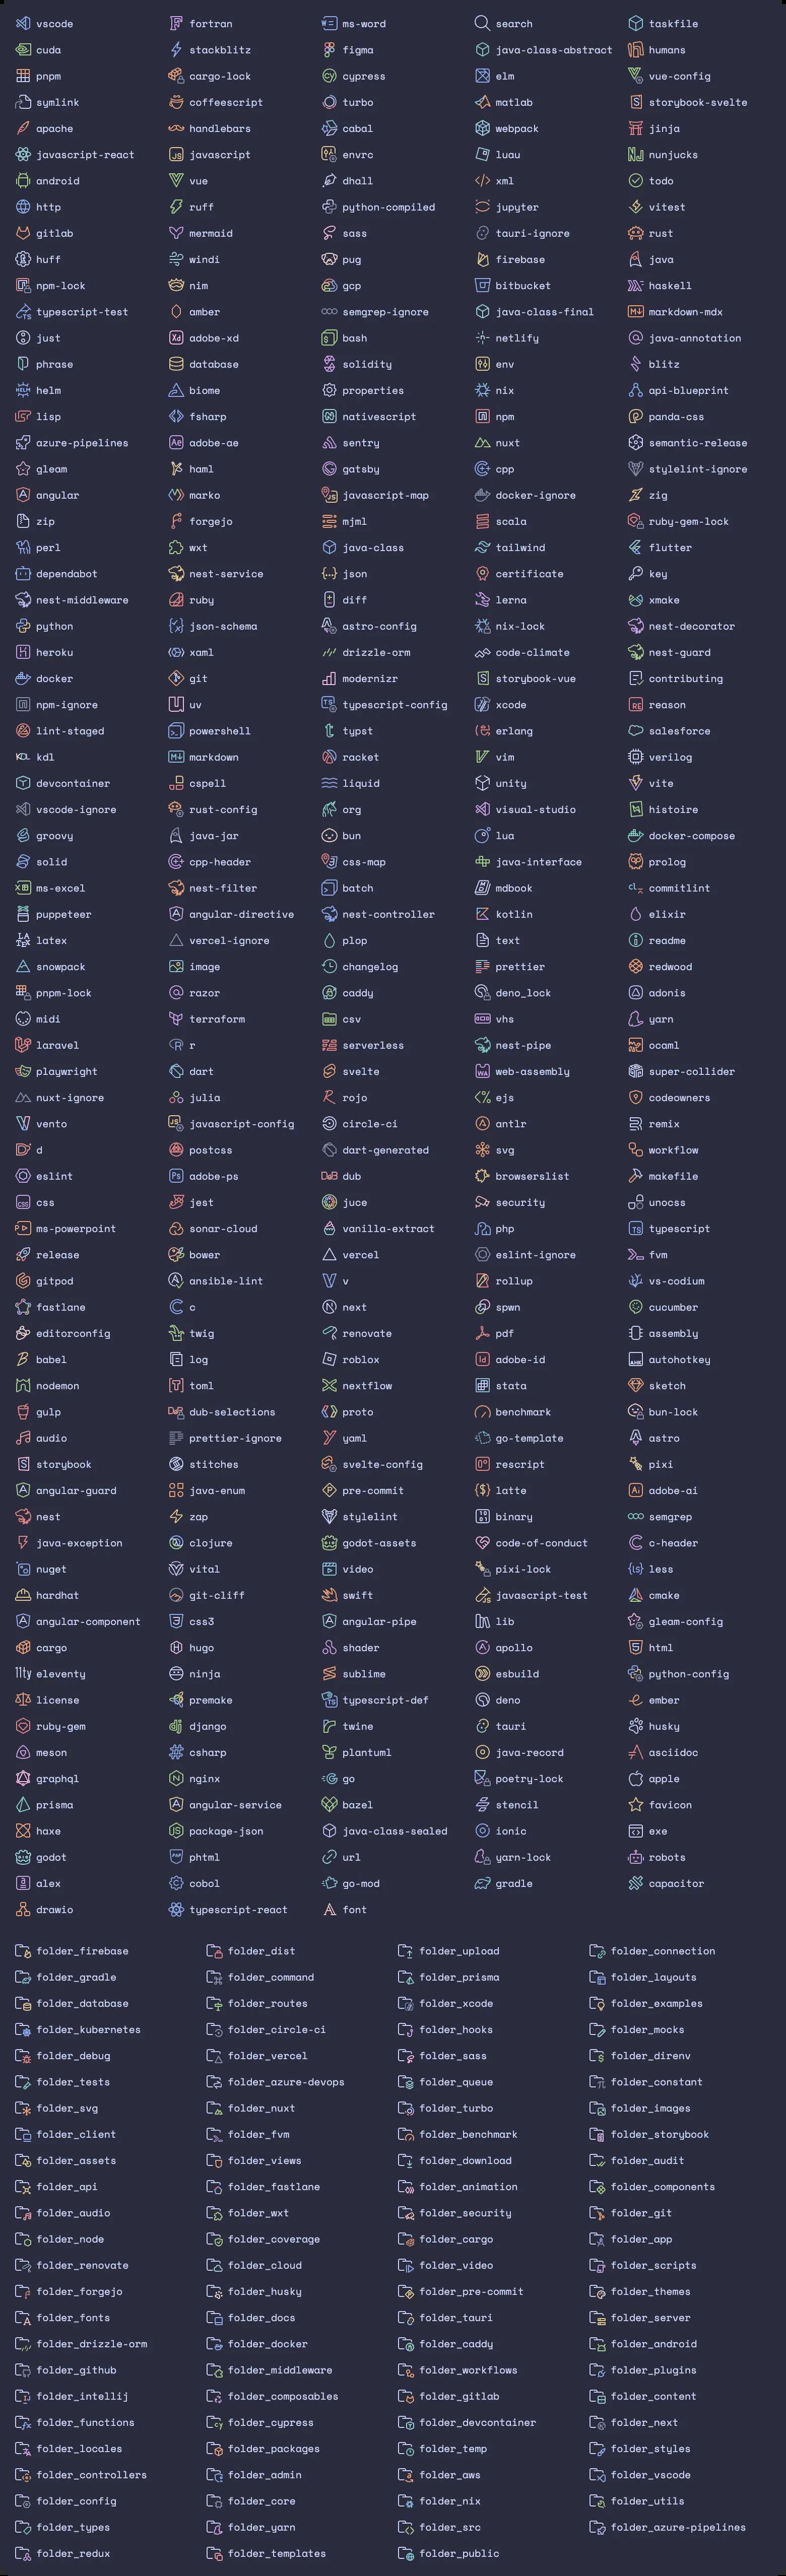 vscode fortran ms-word search taskfile
cuda stackblitz figma java-class-abstract humans
pnpm cargo-lock cypress elm vue-config
symlink coffeescript turbo matlab storybook-svelte
apache handlebars cabal webpack jinja
javascript-react javascript envrc luau nunjucks
android vue dhall xml todo
http ruff python-compiled jupyter vitest
gitlab mermaid sass tauri-ignore rust
huff windi pug firebase java
npm-lock nim gcp bitbucket haskell
typescript-test amber semgrep-ignore java-class-final markdown-mdx
just adobe-xd bash netlify java-annotation
phrase database solidity env blitz
helm biome properties nix api-blueprint
lisp fsharp nativescript npm panda-css
azure-pipelines adobe-ae sentry nuxt semantic-release
gleam haml gatsby cpp stylelint-ignore
angular marko javascript-map docker-ignore zig
zip forgejo mjml scala ruby-gem-lock
perl wxt java-class tailwind flutter
dependabot nest-service json certificate key
nest-middleware ruby diff lerna xmake
python json-schema astro-config nix-lock nest-decorator
heroku xaml drizzle-orm code-climate nest-guard
docker git modernizr storybook-vue contributing
npm-ignore uv typescript-config xcode reason
lint-staged powershell typst erlang salesforce
kdl markdown racket vim verilog
devcontainer cspell liquid unity vite
vscode-ignore rust-config org visual-studio histoire
groovy java-jar bun lua docker-compose
solid cpp-header css-map java-interface prolog
ms-excel nest-filter batch mdbook commitlint
puppeteer angular-directive nest-controller kotlin elixir
latex vercel-ignore plop text readme
snowpack image changelog prettier redwood
pnpm-lock razor caddy deno_lock adonis
midi terraform csv vhs yarn
laravel r serverless nest-pipe ocaml
playwright dart svelte web-assembly super-collider
nuxt-ignore julia rojo ejs codeowners
vento javascript-config circle-ci antlr remix
d postcss dart-generated svg workflow
eslint adobe-ps dub browserslist makefile
css jest juce security unocss
ms-powerpoint sonar-cloud vanilla-extract php typescript
release bower vercel eslint-ignore fvm
gitpod ansible-lint v rollup vs-codium
fastlane c next spwn cucumber
editorconfig twig renovate pdf assembly
babel log roblox adobe-id autohotkey
nodemon toml nextflow stata sketch
gulp dub-selections proto benchmark bun-lock
audio prettier-ignore yaml go-template astro
storybook stitches svelte-config rescript pixi
angular-guard java-enum pre-commit latte adobe-ai
nest zap stylelint binary semgrep
java-exception clojure godot-assets code-of-conduct c-header
nuget vital video pixi-lock less
hardhat git-cliff swift javascript-test cmake
angular-component css3 angular-pipe lib gleam-config
cargo hugo shader apollo html
eleventy ninja sublime esbuild python-config
license premake typescript-def deno ember
ruby-gem django twine tauri husky
meson csharp plantuml java-record asciidoc
graphql nginx go poetry-lock apple
prisma angular-service bazel stencil favicon
haxe package-json java-class-sealed ionic exe
godot phtml url yarn-lock robots
alex cobol go-mod gradle capacitor
drawio typescript-react font
folder_firebase folder_dist folder_upload folder_connection
folder_gradle folder_command folder_prisma folder_layouts
folder_database folder_routes folder_xcode folder_examples
folder_kubernetes folder_circle-ci folder_hooks folder_mocks
folder_debug folder_vercel folder_sass folder_direnv
folder_tests folder_azure-devops folder_queue folder_constant
folder_svg folder_nuxt folder_turbo folder_images
folder_client folder_fvm folder_benchmark folder_storybook
folder_assets folder_views folder_download folder_audit
folder_api folder_fastlane folder_animation folder_components
folder_audio folder_wxt folder_security folder_git
folder_node folder_coverage folder_cargo folder_app
folder_renovate folder_cloud folder_video folder_scripts
folder_forgejo folder_husky folder_pre-commit folder_themes
folder_fonts folder_docs folder_tauri folder_server
folder_drizzle-orm folder_docker folder_caddy folder_android
folder_github folder_middleware folder_workflows folder_plugins
folder_intellij folder_composables folder_gitlab folder_content
folder_functions folder_cypress folder_devcontainer folder_next
folder_locales folder_packages folder_temp folder_styles
folder_controllers folder_admin folder_aws folder_vscode
folder_config folder_core folder_nix folder_utils
folder_types folder_yarn folder_src folder_azure-pipelines
folder_redux folder_templates folder_public